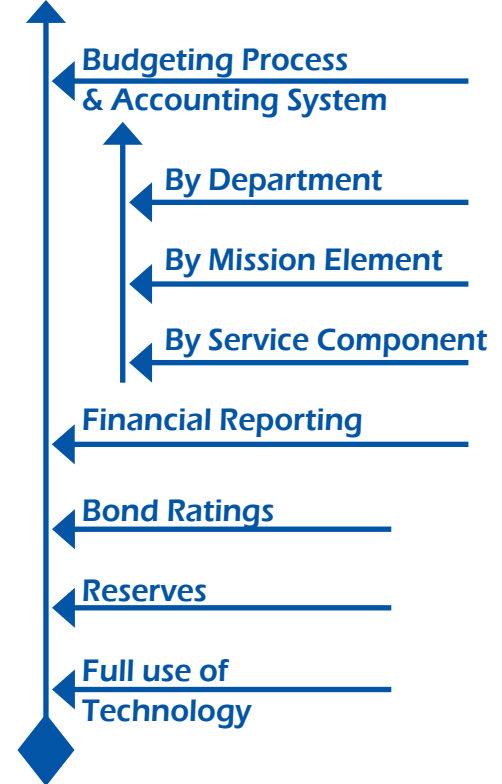 Budgeting Process
& Accounting System
By Department
By Mission Element
By Service Component
Financial Reporting
Bond Ratings
Reserves
Full use of
Technology